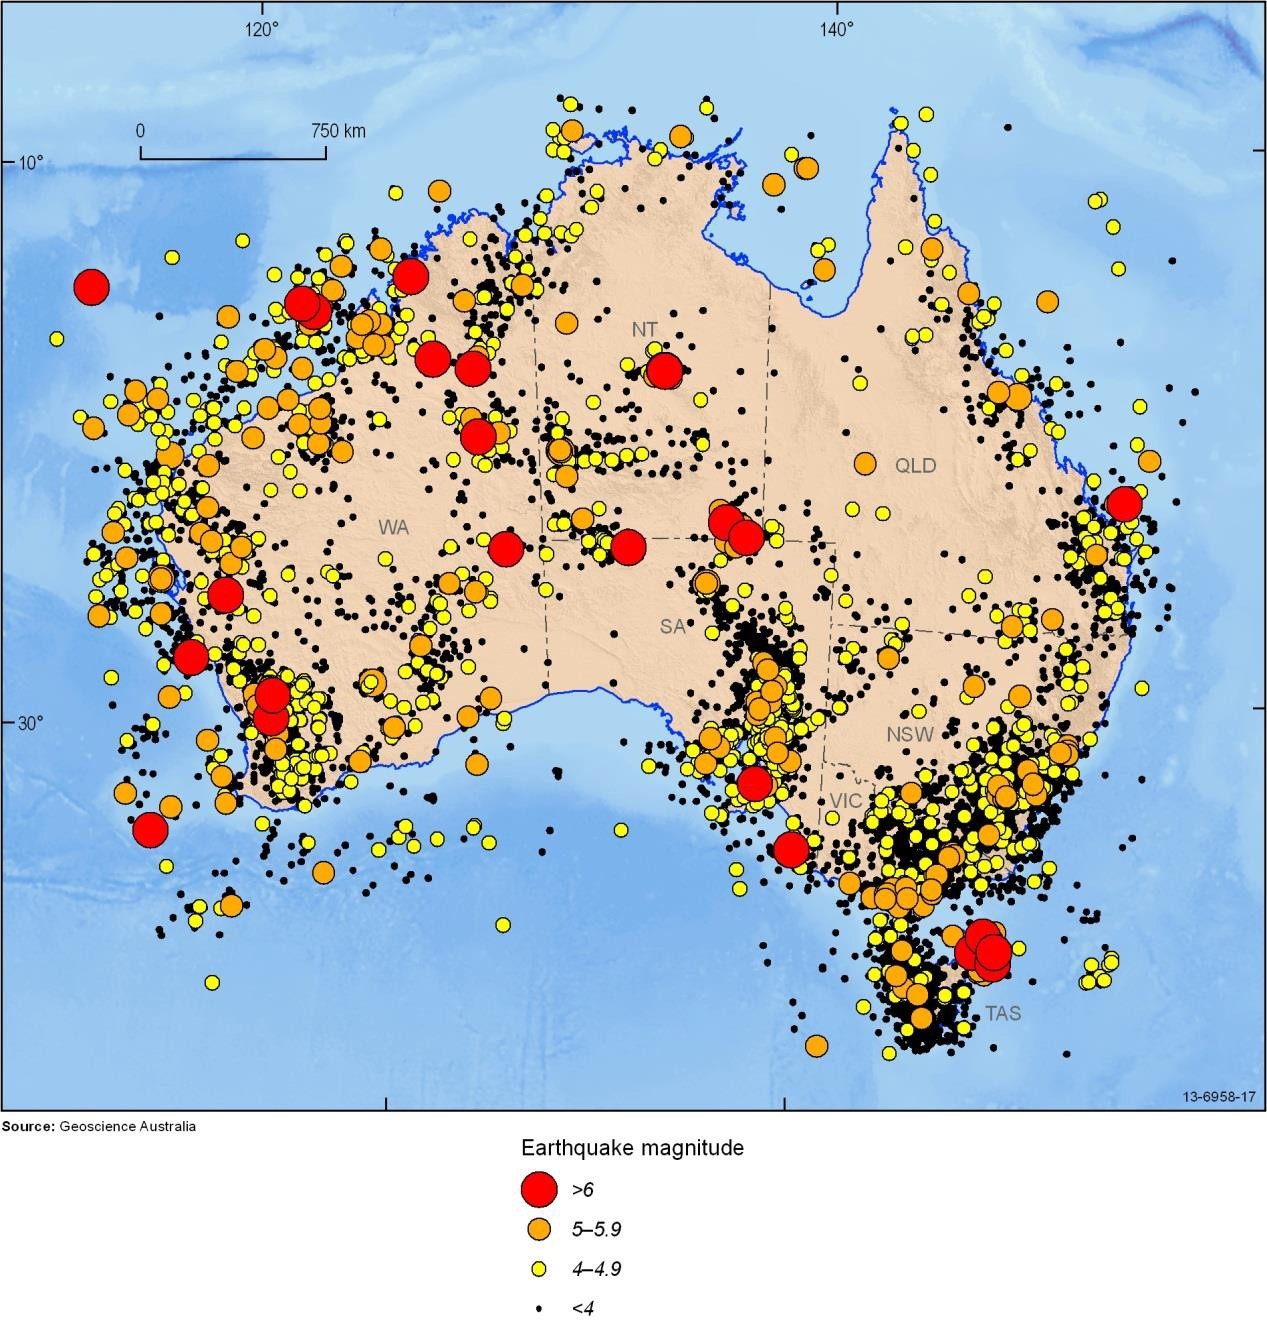 120° 140°
0 750 km
10°
NT
QLD
WA
SA
30°
NSW
VIC
TAS
13-6958-17
Source: Geoscience Australia
Earthquake magnitude
>6
5–5.9
4–4.9
<4